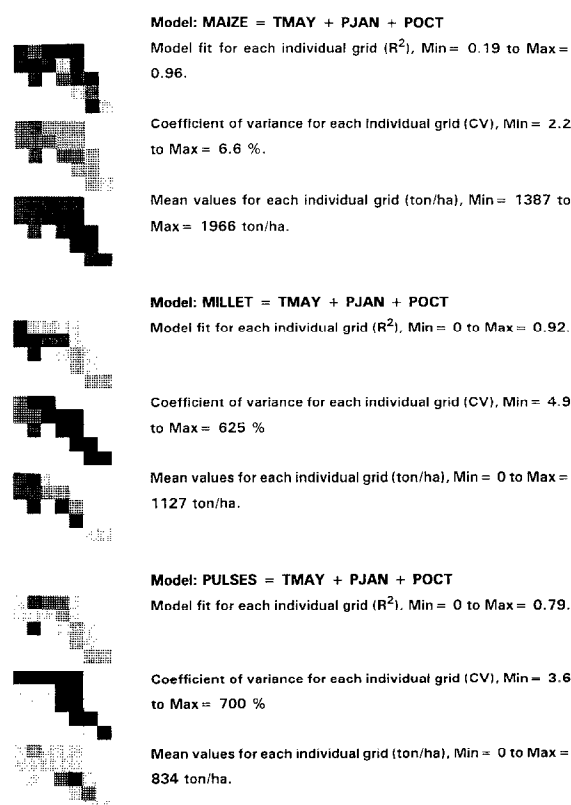 Model: MAIZE = TMAY + PJAN + POCT
Model fit for each individual grid (R²), Min = 0.19 to Max =
0.96.
Coefficient of variance for each individual grid (CV), Min = 2.2
to Max = 6.6 %.
Mean values for each individual grid (ton/ha), Min = 1387 to
Max = 1966 ton/ha.
Model: MILLET = TMAY + PJAN + POCT
Model fit for each individual grid (R²), Min = 0 to Max = 0.92.
Coefficient of variance for each individual grid (CV), Min = 4.9
to Max = 625 %
Mean values for each individual grid (ton/ha), Min = 0 to Max =
1127 ton/ha.
Model: PULSES = TMAY + PJAN + POCT
Model fit for each individual grid (R²). Min = 0 to Max = 0.79.
Coefficient of variance for each individual grid (CV), Min = 3.6
to Max = 700 %
Mean values for each individual grid (ton/ha), Min = 0 to Max =
834 ton/ha.